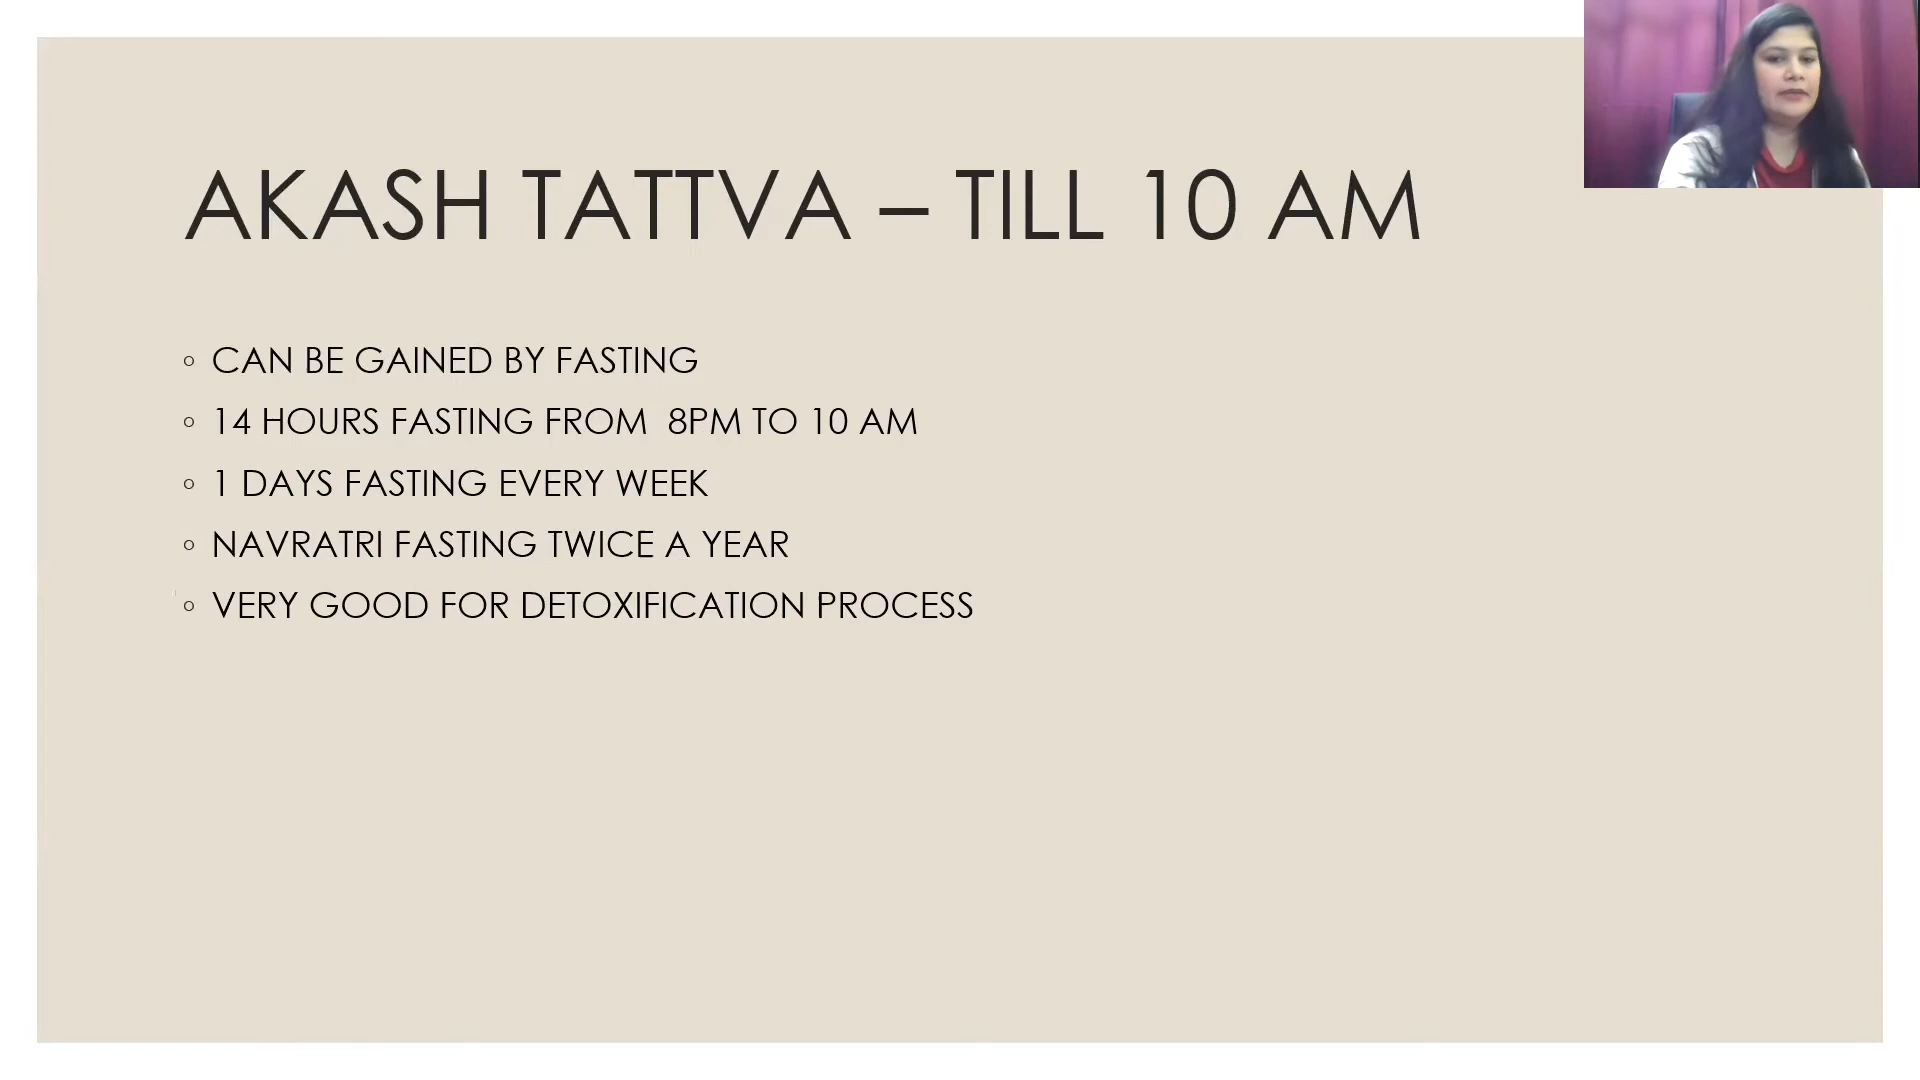 AKASH TATTVA – TILL 10 AM
◦ CAN BE GAINED BY FASTING
◦ 14 HOURS FASTING FROM  8PM TO 10 AM
◦ 1 DAYS FASTING EVERY WEEK
◦ NAVRATRI FASTING TWICE A YEAR
◦ VERY GOOD FOR DETOXIFICATION PROCESS